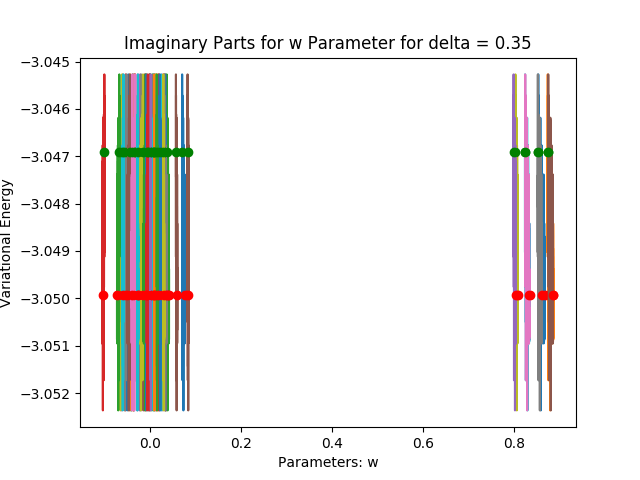 Imaginary Parts for w Parameter for delta = 0.35
Variational Energy
−3.045
−3.046
−3.047
−3.048
−3.049
−3.050
−3.051
−3.052
0.0 0.2 0.4 0.6 0.8
Parameters: w